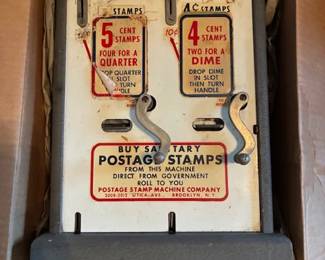 STAMPS
5 CENT
STAMPS
FOUR FOR A
QUARTER
DROP QUARTER
IN SLOT
THEN TURN
HANDLE
A¢ STAMPS
10¢
4 CENT
STAMPS
TWO FOR A
DIME
DROP DIME
IN SLOT
THEN TURN
HANDLE
BUY SANITARY
POSTAGE STAMPS
FROM THIS MACHINE
DIRECT FROM GOVERNMENT
ROLL TO YOU
POSTAGE STAMP MACHINE COMPANY
BROOKLYN, N.Y.